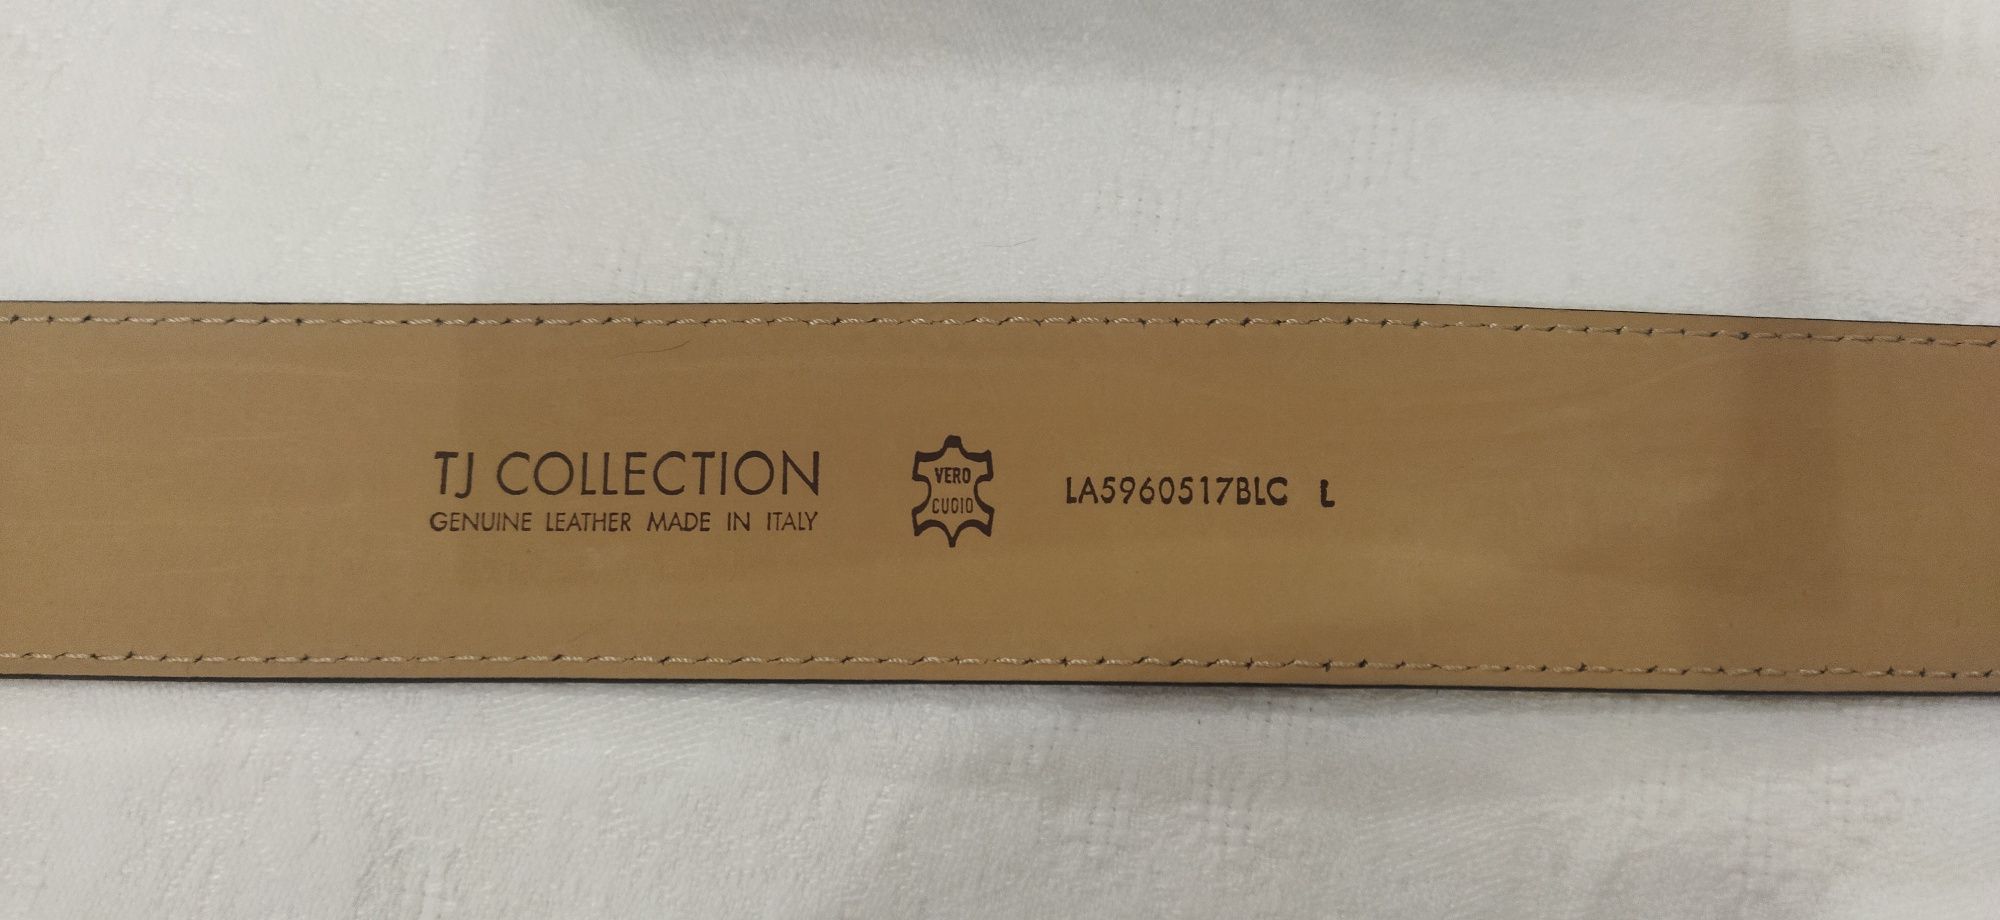 TJ COLLECTION
GENUINE LEATHER MADE IN ITALY
VERO
CUOIO
LA5960517BLC L